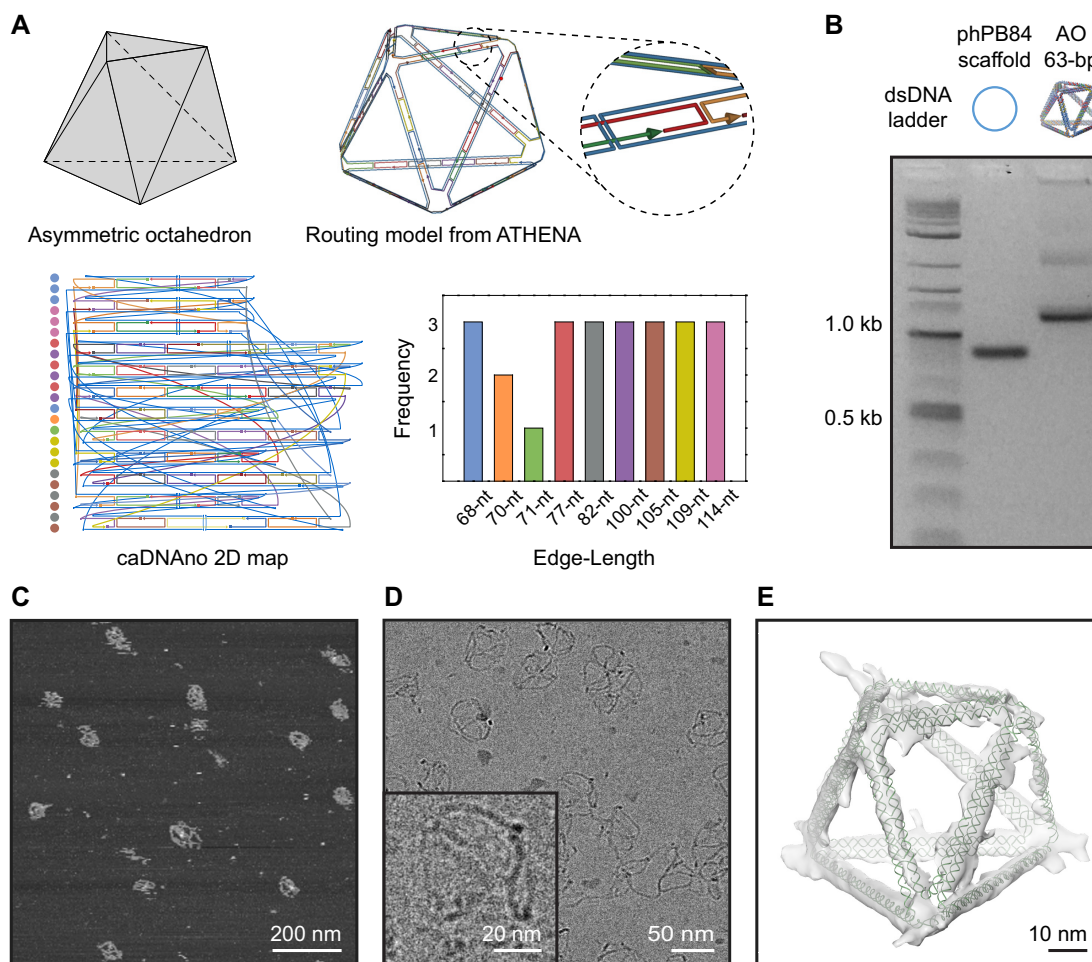 A
Asymmetric octahedron
Routing model from ATHENA
caDNAno 2D map
Frequency
3
2
1
68-nt
70-nt
71-nt
77-nt
82-nt
100-nt
105-nt
109-nt
114-nt
Edge-Length
B
dsDNA
ladder
phPB84
scaffold
AO
63-bp
1.0 kb
0.5 kb
C
200 nm
D
20 nm
50 nm
E
10 nm